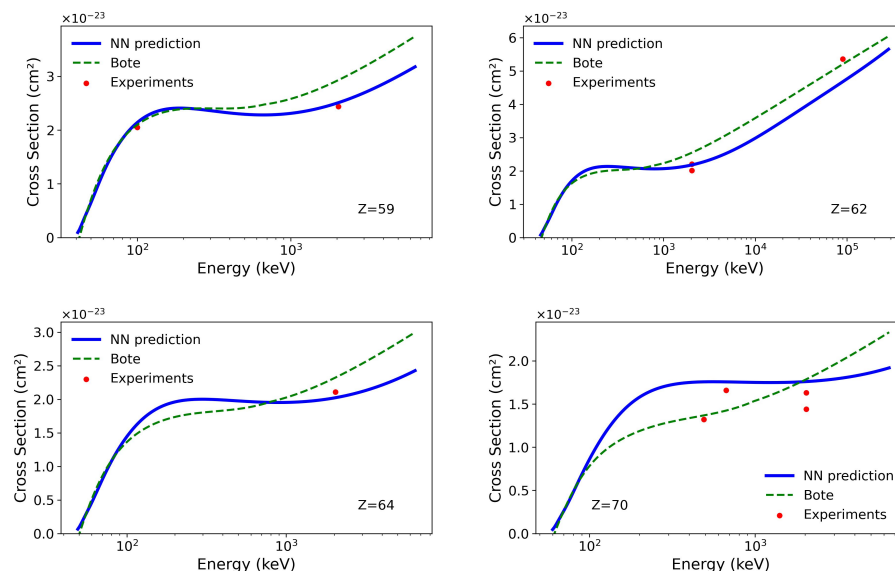 ×10−23
Cross Section (cm²)
3
2
1
0
NN prediction
Bote
Experiments
Z=59
10²
10³
Energy (keV)
×10−23
Cross Section (cm²)
6
5
4
3
2
1
0
NN prediction
Bote
Experiments
Z=62
10²
10³
10⁴
10⁵
Energy (keV)
×10−23
Cross Section (cm²)
3.0
2.5
2.0
1.5
1.0
0.5
0.0
NN prediction
Bote
Experiments
Z=64
10²
10³
Energy (keV)
×10−23
Cross Section (cm²)
2.0
1.5
1.0
0.5
0.0
NN prediction
Bote
Experiments
Z=70
10²
10³
Energy (keV)